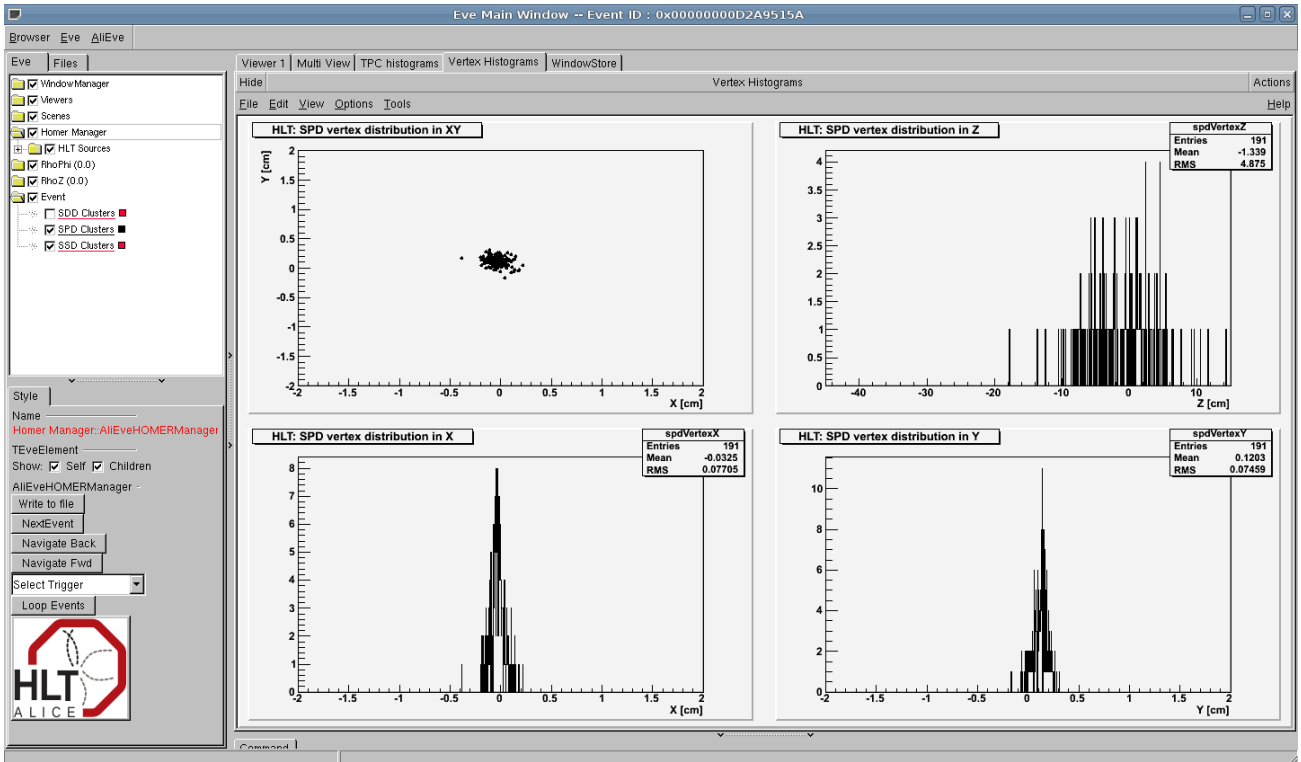 Eve Main Window -- Event ID : 0x00000000D2A9515A
Browser Eve AliEve
Eve Files
WindowManager
Viewers
Scenes
Homer Manager
HLT Sources
RhoPhi (0.0)
RhoZ (0.0)
Event
SDD Clusters
SPD Clusters
SSD Clusters
Style
Name
Homer Manager::AliEveHOMERManager
TEveElement
Show: Self Children
AliEveHOMERManager
Write to file
NextEvent
Navigate Back
Navigate Fwd
Select Trigger
Loop Events
HLT
ALICE
Viewer 1 Multi View TPC histograms Vertex Histograms WindowStore
Hide Vertex Histograms Actions
File Edit View Options Tools Help
HLT: SPD vertex distribution in XY
Y [cm]
2
1.5
1
0.5
0
-0.5
-1
-1.5
-2
-2 -1.5 -1 -0.5 0 0.5 1 1.5 2
X [cm]
HLT: SPD vertex distribution in Z
spdVertexZ
Entries 191
Mean -1.339
RMS 4.875
4
3.5
3
2.5
2
1.5
1
0.5
0
-40 -30 -20 -10 0 10
Z [cm]
HLT: SPD vertex distribution in X
spdVertexX
Entries 191
Mean -0.0325
RMS 0.07705
8
7
6
5
4
3
2
1
0
-2 -1.5 -1 -0.5 0 0.5 1 1.5 2
X [cm]
HLT: SPD vertex distribution in Y
spdVertexY
Entries 191
Mean 0.1203
RMS 0.07459
10
8
6
4
2
0
-2 -1.5 -1 -0.5 0 0.5 1 1.5 2
Y [cm]
Command